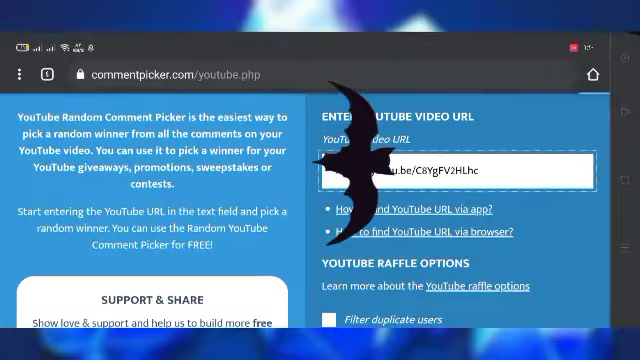 commentpicker.com/youtube.php
YouTube Random Comment Picker is the easiest way to
pick a random winner from all the comments on your
YouTube video. You can use it to pick a winner for your
YouTube giveaways, promotions, sweepstakes or
contests.
Start entering the YouTube URL in the text field and pick a
random winner. You can use the Random YouTube
Comment Picker for FREE!
SUPPORT & SHARE
Show love & support and help us to build more free
ENTER YOUTUBE VIDEO URL
YouTube video URL
u.be/C8YgFV2HLhc
How to find YouTube URL via app?
How to find YouTube URL via browser?
YOUTUBE RAFFLE OPTIONS
Learn more about the YouTube raffle options
Filter duplicate users